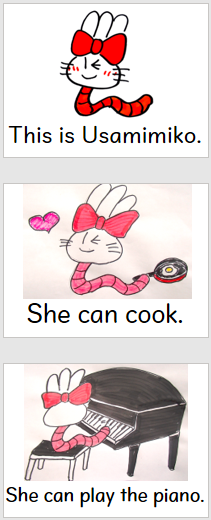 This is Usamimiko.
She can cook.
She can play the piano.